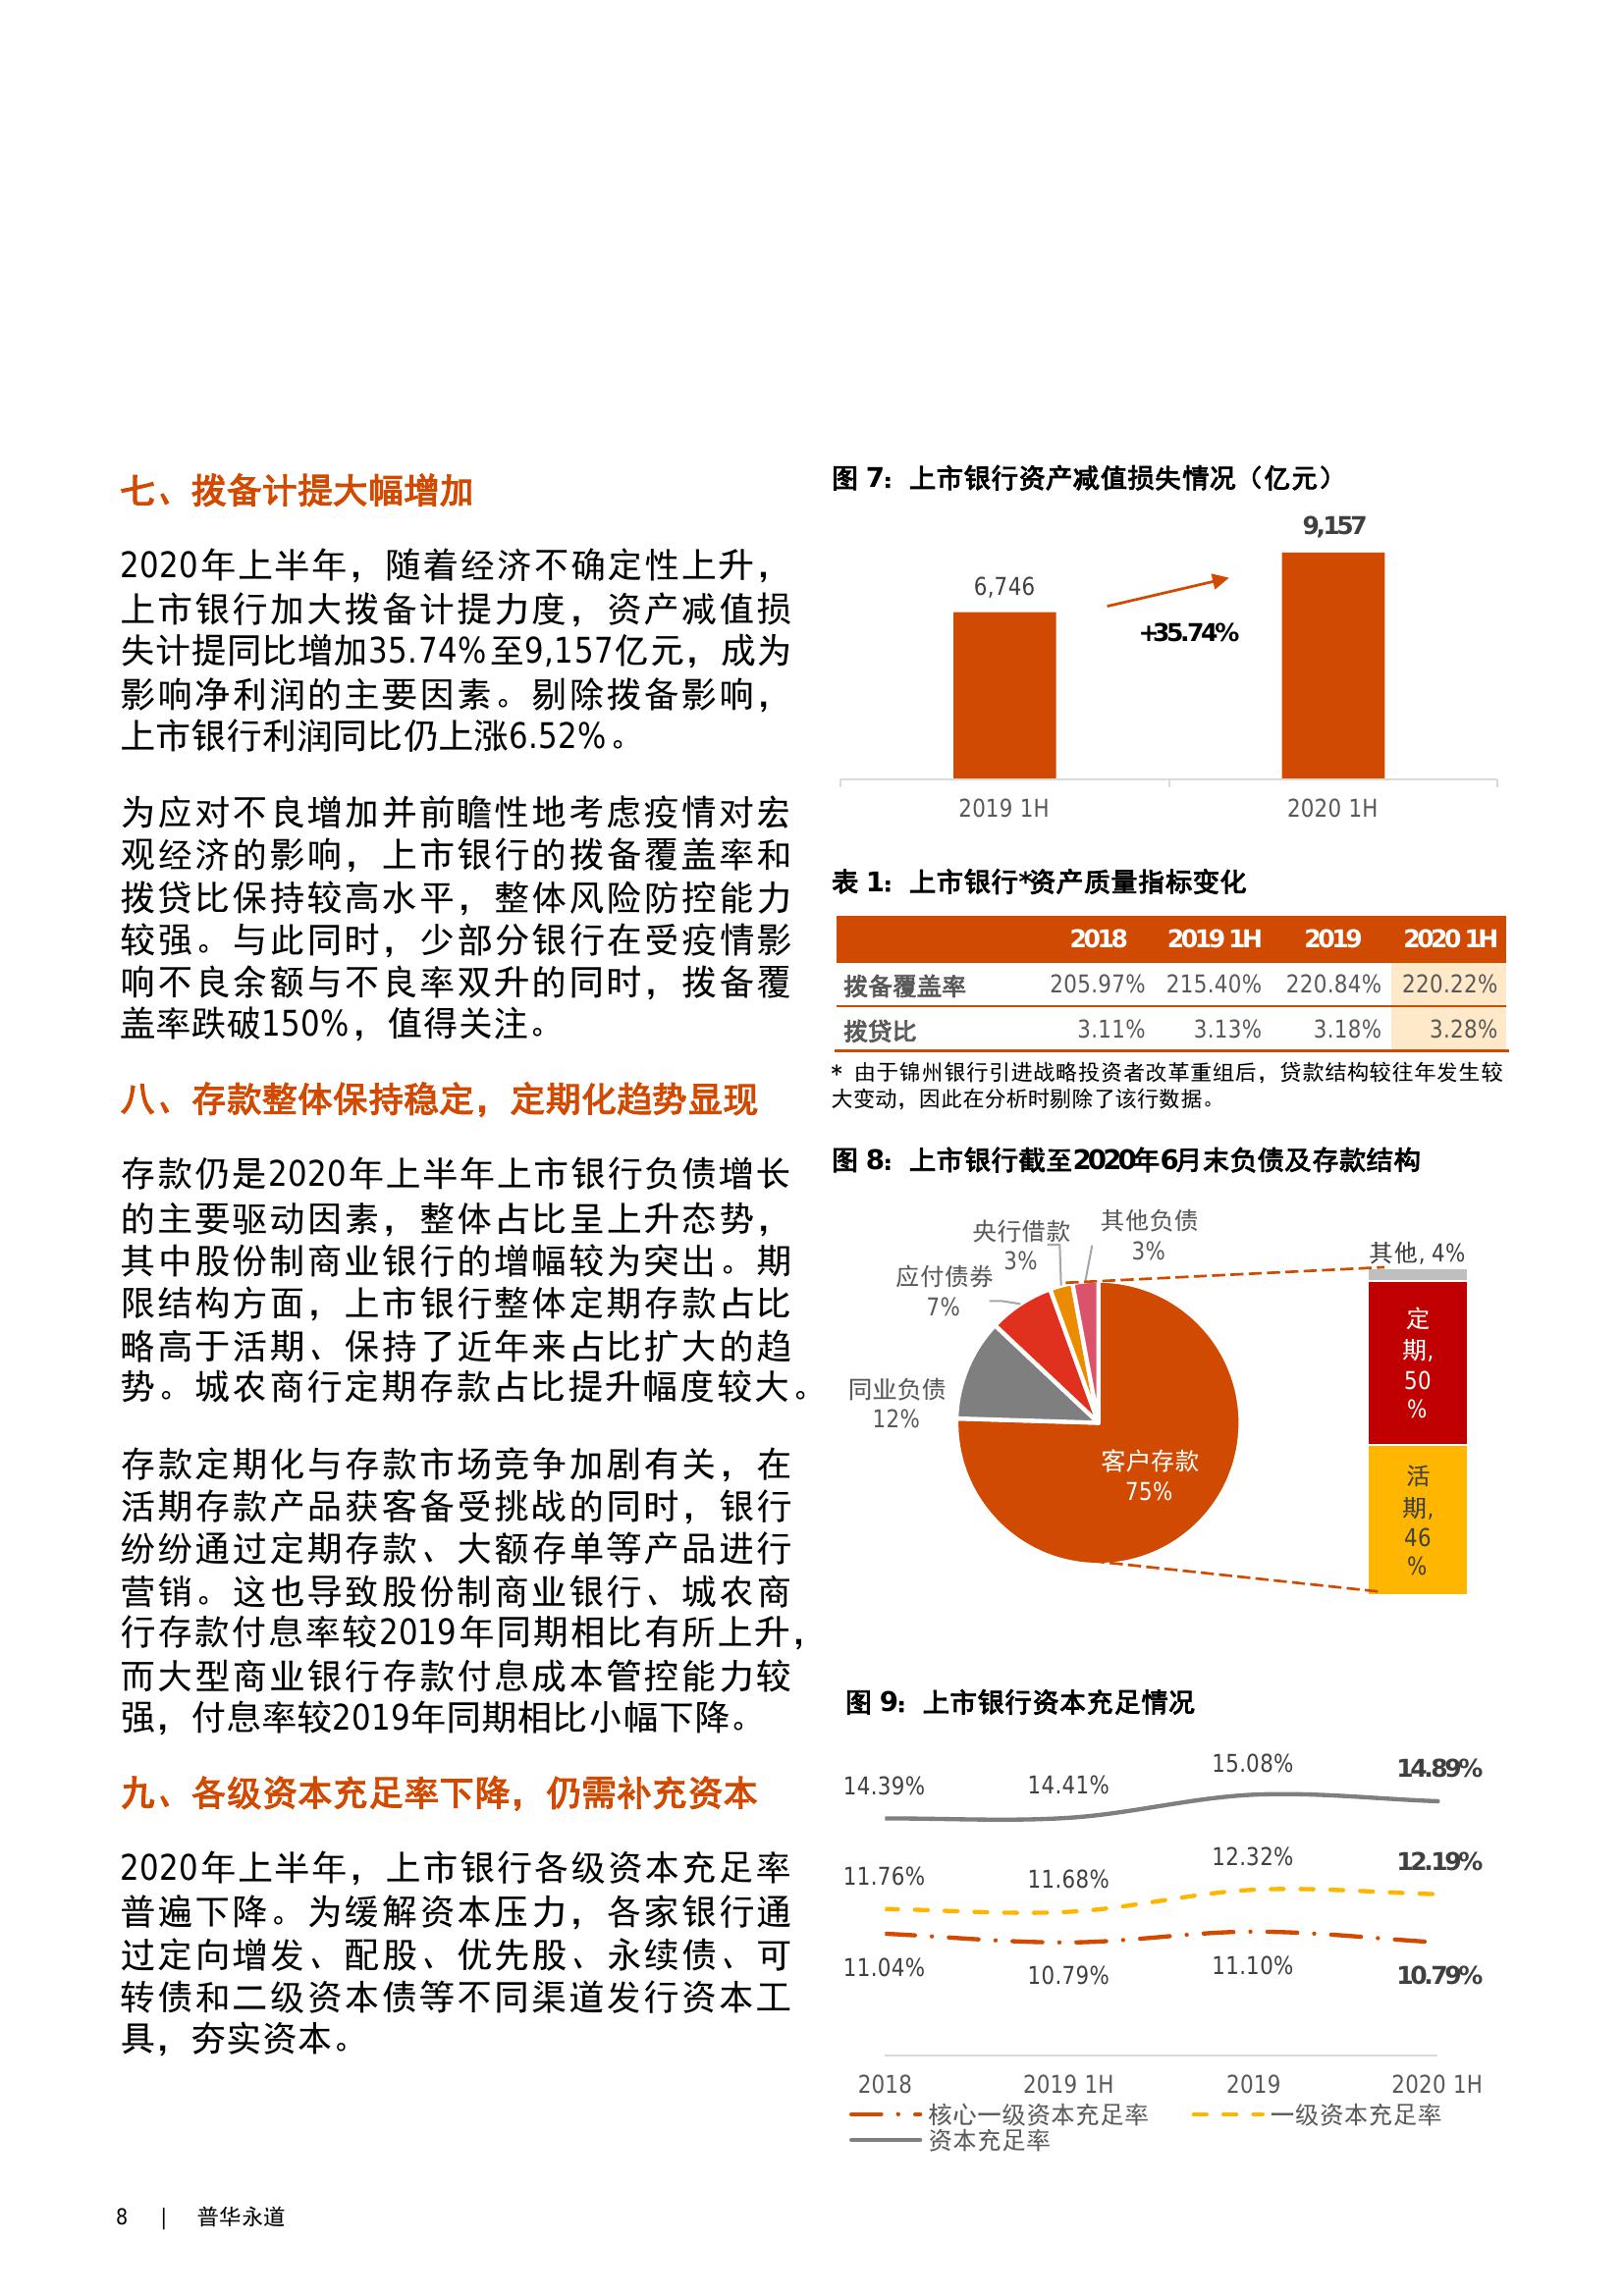 七、拨备计提大幅增加
2020年上半年，随着经济不确定性上升，
上市银行加大拨备计提力度，资产减值损
失计提同比增加35.74%至9,157亿元，成为
影响净利润的主要因素。剔除拨备影响，
上市银行利润同比仍上涨6.52%。
为应对不良增加并前瞻性地考虑疫情对宏
观经济的影响，上市银行的拨备覆盖率和
拨贷比保持较高水平，整体风险防控能力
较强。与此同时，少部分银行在受疫情影
响不良余额与不良率双升的同时，拨备覆
盖率跌破150%，值得关注。
八、存款整体保持稳定，定期化趋势显现
存款仍是2020年上半年上市银行负债增长
的主要驱动因素，整体占比呈上升态势，
其中股份制商业银行的增幅较为突出。期
限结构方面，上市银行整体定期存款占比
略高于活期、保持了近年来占比扩大的趋
势。城农商行定期存款占比提升幅度较大。
存款定期化与存款市场竞争加剧有关，在
活期存款产品获客备受挑战的同时，银行
纷纷通过定期存款、大额存单等产品进行
营销。这也导致股份制商业银行、城农商
行存款付息率较2019年同期相比有所上升，
而大型商业银行存款付息成本管控能力较
强，付息率较2019年同期相比小幅下降。
九、各级资本充足率下降，仍需补充资本
2020年上半年，上市银行各级资本充足率
普遍下降。为缓解资本压力，各家银行通
过定向增发、配股、优先股、永续债、可
转债和二级资本债等不同渠道发行资本工
具，夯实资本。
图 7：上市银行资产减值损失情况（亿元）
9,157
6,746
+35.74%
2019 1H 2020 1H
表 1：上市银行*资产质量指标变化
2018 2019 1H 2019 2020 1H
拨备覆盖率 205.97% 215.40% 220.84% 220.22%
拨贷比 3.11% 3.13% 3.18% 3.28%
* 由于锦州银行引进战略投资者改革重组后，贷款结构较往年发生较
大变动，因此在分析时剔除了该行数据。
图 8：上市银行截至2020年6月末负债及存款结构
央行借款
3%
其他负债
3%
应付债券
7%
同业负债
12%
客户存款
75%
其他, 4%
定
期,
50
%
活
期,
46
%
图 9：上市银行资本充足情况
14.39% 14.41% 15.08% 14.89%
11.76% 11.68% 12.32% 12.19%
11.04% 10.79% 11.10% 10.79%
2018 2019 1H 2019 2020 1H
核心一级资本充足率 一级资本充足率
资本充足率
8 | 普华永道